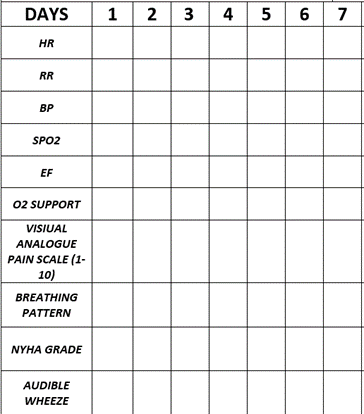 DAYS 1 2 3 4 5 6 7
HR
RR
BP
SPO2
EF
O2 SUPPORT
VISIUAL
ANALOGUE
PAIN SCALE (1-
10)
BREATHING
PATTERN
NYHA GRADE
AUDIBLE
WHEEZE